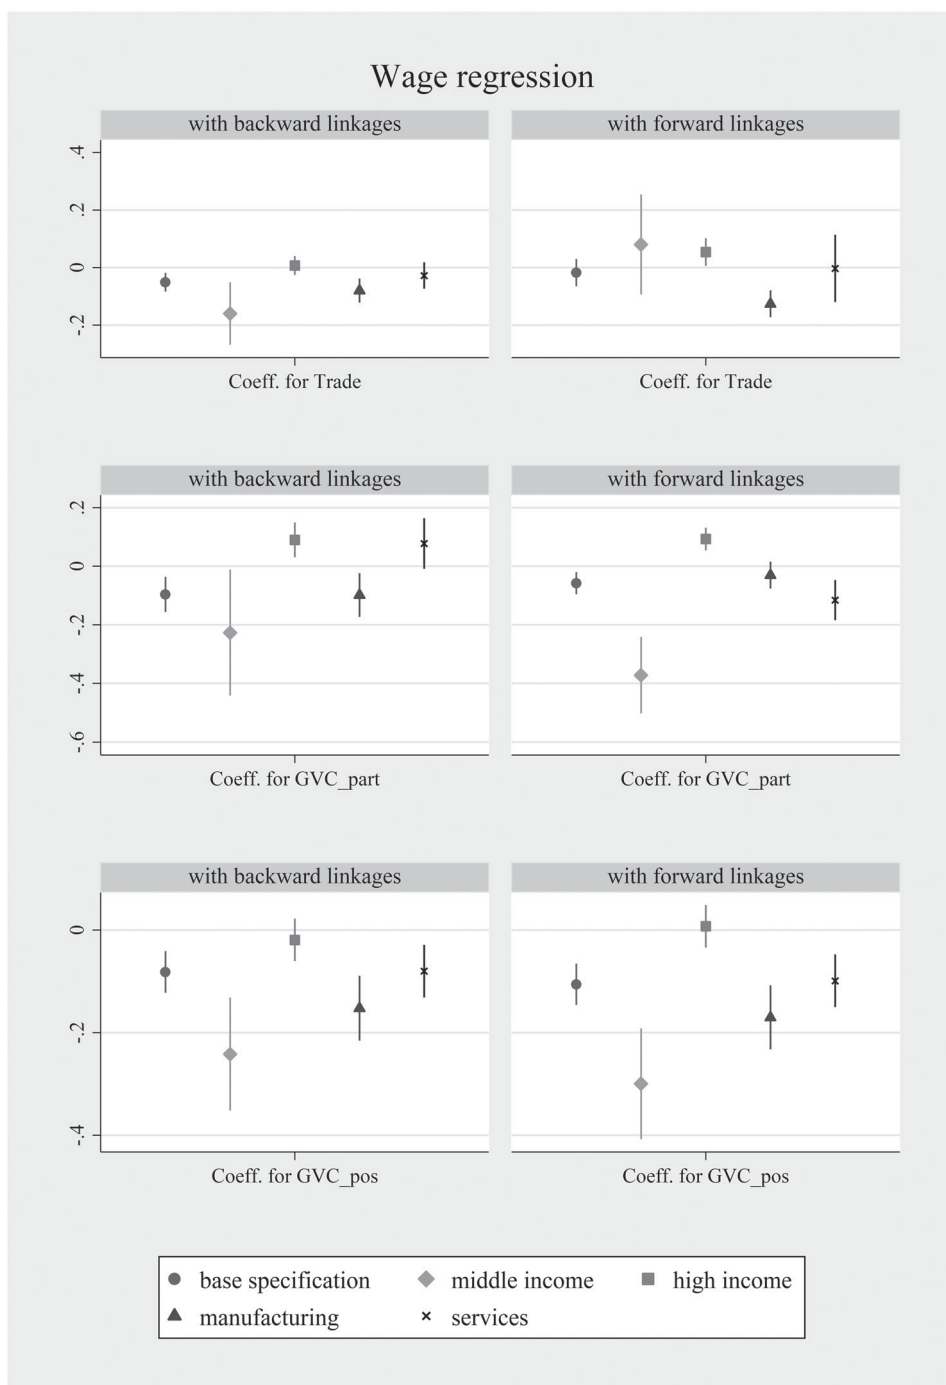 Wage regression
with backward linkages with forward linkages
.4
.2
0
-.2
Coeff. for Trade Coeff. for Trade
with backward linkages with forward linkages
.2
0
-.2
-.4
-.6
Coeff. for GVC_part Coeff. for GVC_part
with backward linkages with forward linkages
0
-.2
-.4
Coeff. for GVC_pos Coeff. for GVC_pos
base specification middle income high income
manufacturing services